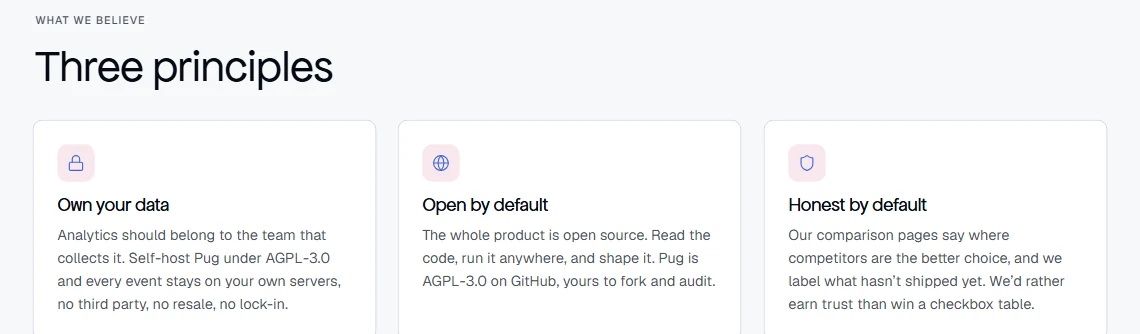 WHAT WE BELIEVE
Three principles
Own your data
Analytics should belong to the team that
collects it. Self-host Pug under AGPL-3.0
and every event stays on your own servers,
no third party, no resale, no lock-in.
Open by default
The whole product is open source. Read the
code, run it anywhere, and shape it. Pug is
AGPL-3.0 on GitHub, yours to fork and audit.
Honest by default
Our comparison pages say where
competitors are the better choice, and we
label what hasn’t shipped yet. We’d rather
earn trust than win a checkbox table.